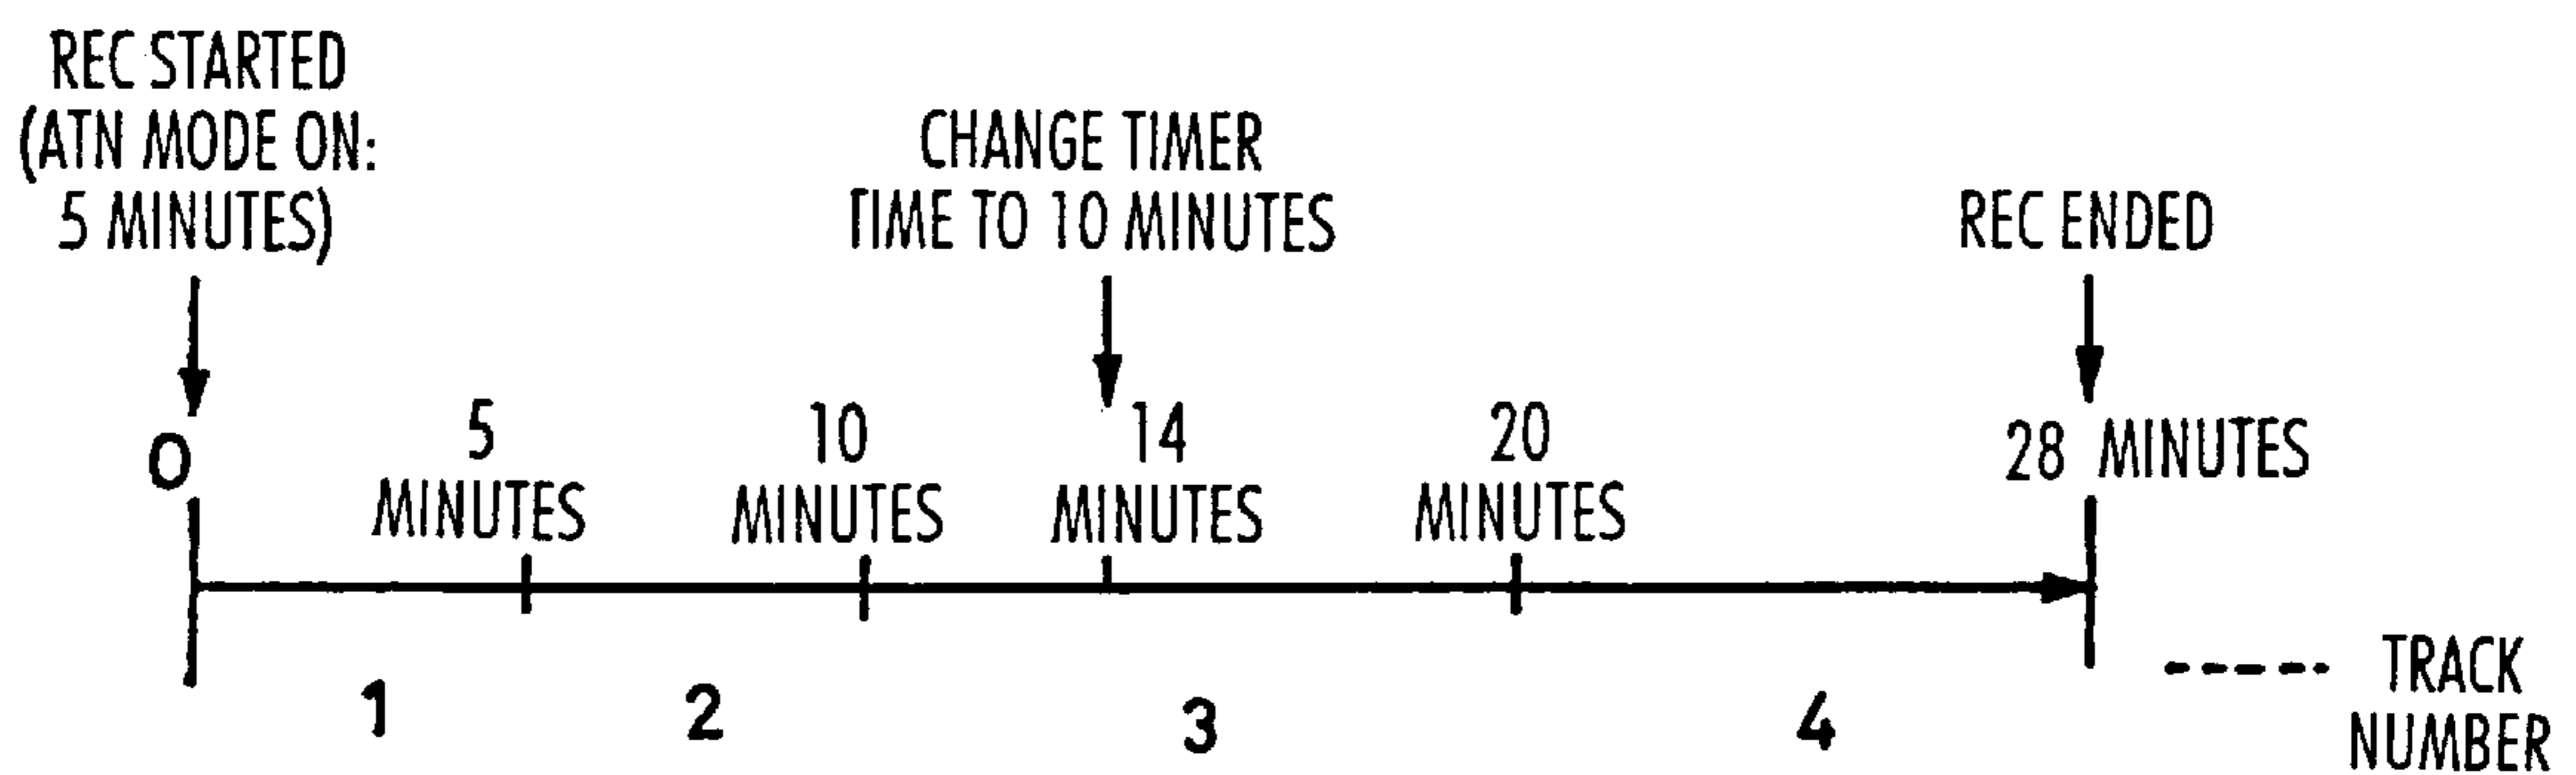 REC STARTED
(ATN MODE ON:
5 MINUTES)
CHANGE TIMER
TIME TO 10 MINUTES
REC ENDED
0
5
MINUTES
10
MINUTES
14
MINUTES
20
MINUTES
28 MINUTES
1
2
3
4
----- TRACK
NUMBER